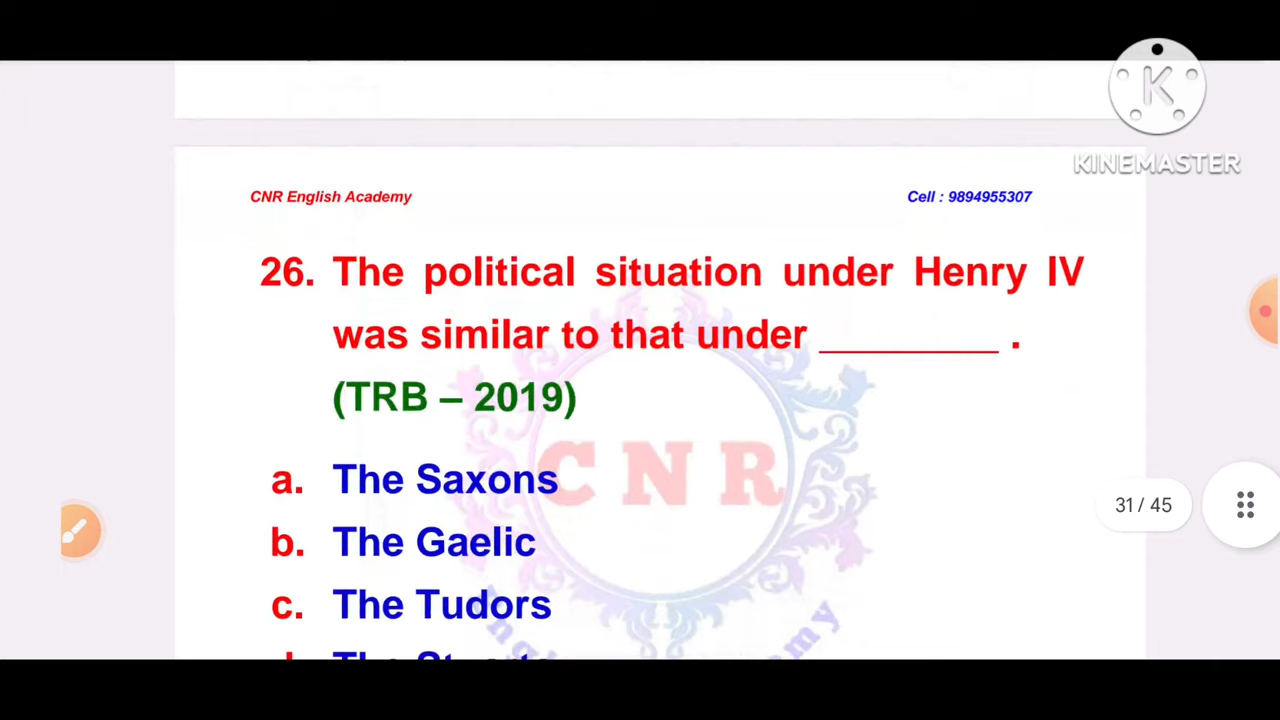 KINEMASTER
CNR English Academy
Cell : 9894955307
26. The political situation under Henry IV
was similar to that under _________ .
(TRB – 2019)
a. The Saxons
b. The Gaelic
c. The Tudors
31 / 45
CNR